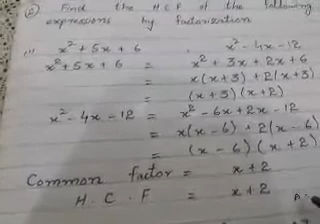 Find the H.C.F. of the following
expressions by factorization
(i) x² + 5x + 6 , x² - 4x - 12
x² + 5x + 6 = x² + 3x + 2x + 6
= x(x+3) + 2(x+3)
= (x+3)(x+2)
x² - 4x - 12 = x² - 6x + 2x - 12
= x(x - 6) + 2(x - 6)
= (x - 6)(x + 2)
Common factor = x+2
H.C.F = x+2